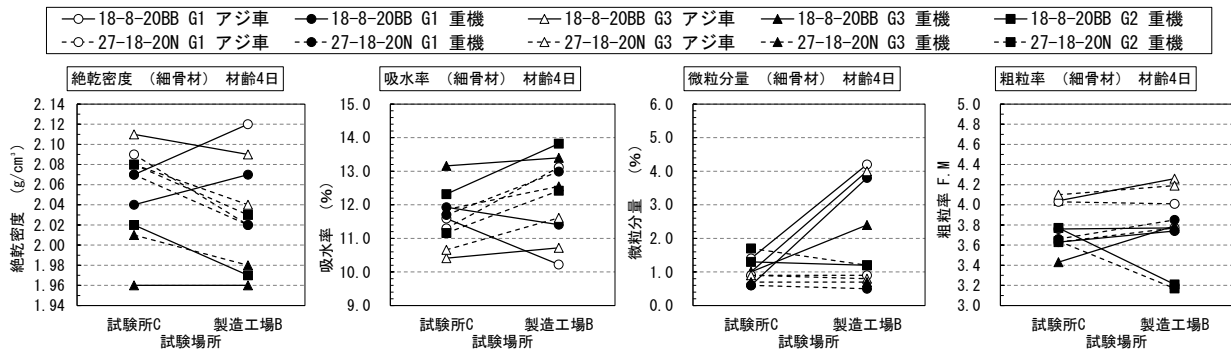 18-8-20BB G1 アジ車 18-8-20BB G1 重機 18-8-20BB G3 アジ車 18-8-20BB G3 重機 18-8-20BB G2 重機
27-18-20N G1 アジ車 27-18-20N G1 重機 27-18-20N G3 アジ車 27-18-20N G3 重機 27-18-20N G2 重機
絶乾密度 (細骨材) 材齢4日
2.14
2.12
2.10
2.08
2.06
2.04
2.02
2.00
1.98
1.96
1.94
絶乾密度 (g/cm³)
試験所C 製造工場B
試験場所
吸水率 (細骨材) 材齢4日
15.0
14.0
13.0
12.0
11.0
10.0
9.0
吸水率 (%)
試験所C 製造工場B
試験場所
微粒分量 (細骨材) 材齢4日
6.0
5.0
4.0
3.0
2.0
1.0
0.0
微粒分量 (%)
試験所C 製造工場B
試験場所
粗粒率 (細骨材) 材齢4日
5.0
4.8
4.6
4.4
4.2
4.0
3.8
3.6
3.4
3.2
3.0
粗粒率 F.M
試験所C 製造工場B
試験場所